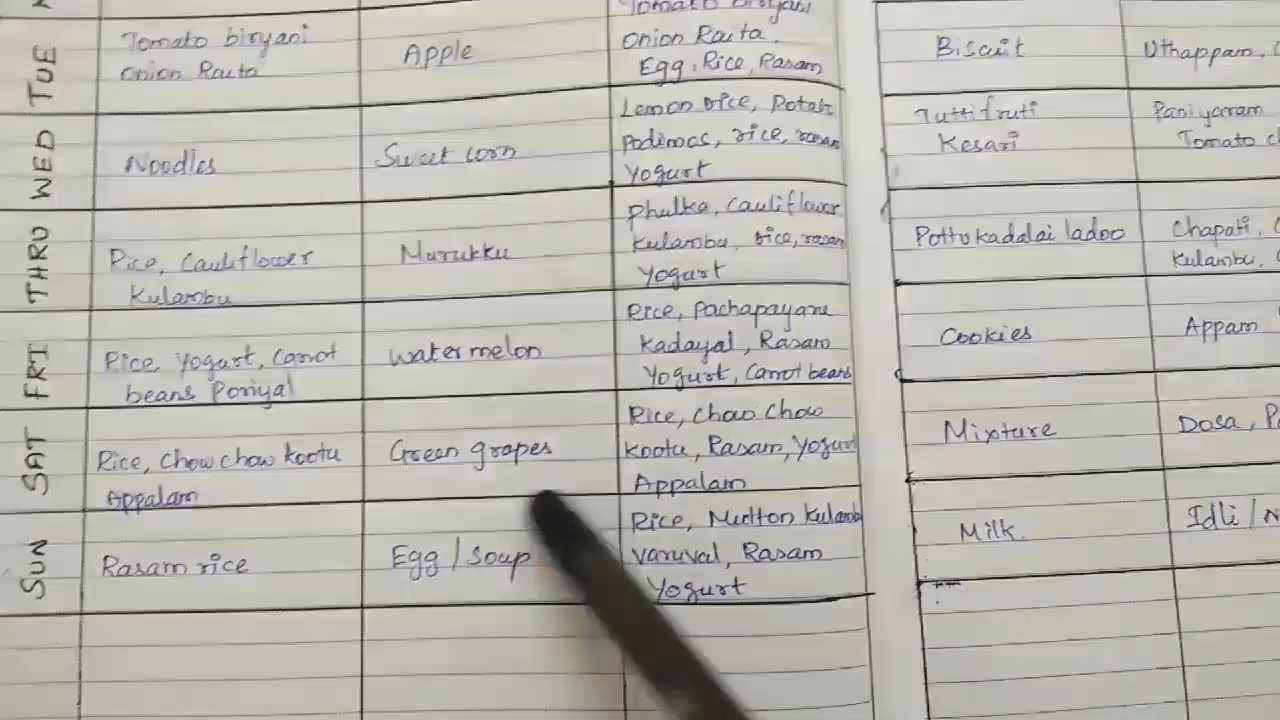 TUE
Tomato biryani
onion Raita
Apple
Tomato biryani,
onion Raita.
Egg, Rice, Rasam
Biscuit
Uthappam,
WED
Noodles
Sweet corn
Lemon rice, Potato
Podimas, rice, rasam
Yogurt
Tuttifruti
Kesari
Paniyaram
Tomato
THRU
Rice, Cauliflower
Kulambu
Murukku
Phulka, Cauliflower
Kulambu, rice, rasam
Yogurt
Pottukadalai ladoo
Chapati,
Kulambu,
FRI
Rice, Yogurt, Carrot
beans Poriyal
Watermelon
Rice, Pachapayaru
Kadayal, Rasam
Yogurt, Carrot beans
Cookies
Appam
SAT
Rice, Chow chow kootu
Appalam
Green grapes
Rice, Chow Chow
Kootu, Rasam, Yogurt
Appalam
Mixture
Dosa,
SUN
Rasam rice
Egg / Soup
Rice, Mutton Kulamb
Varuval, Rasam
Yogurt
Milk
Idli /